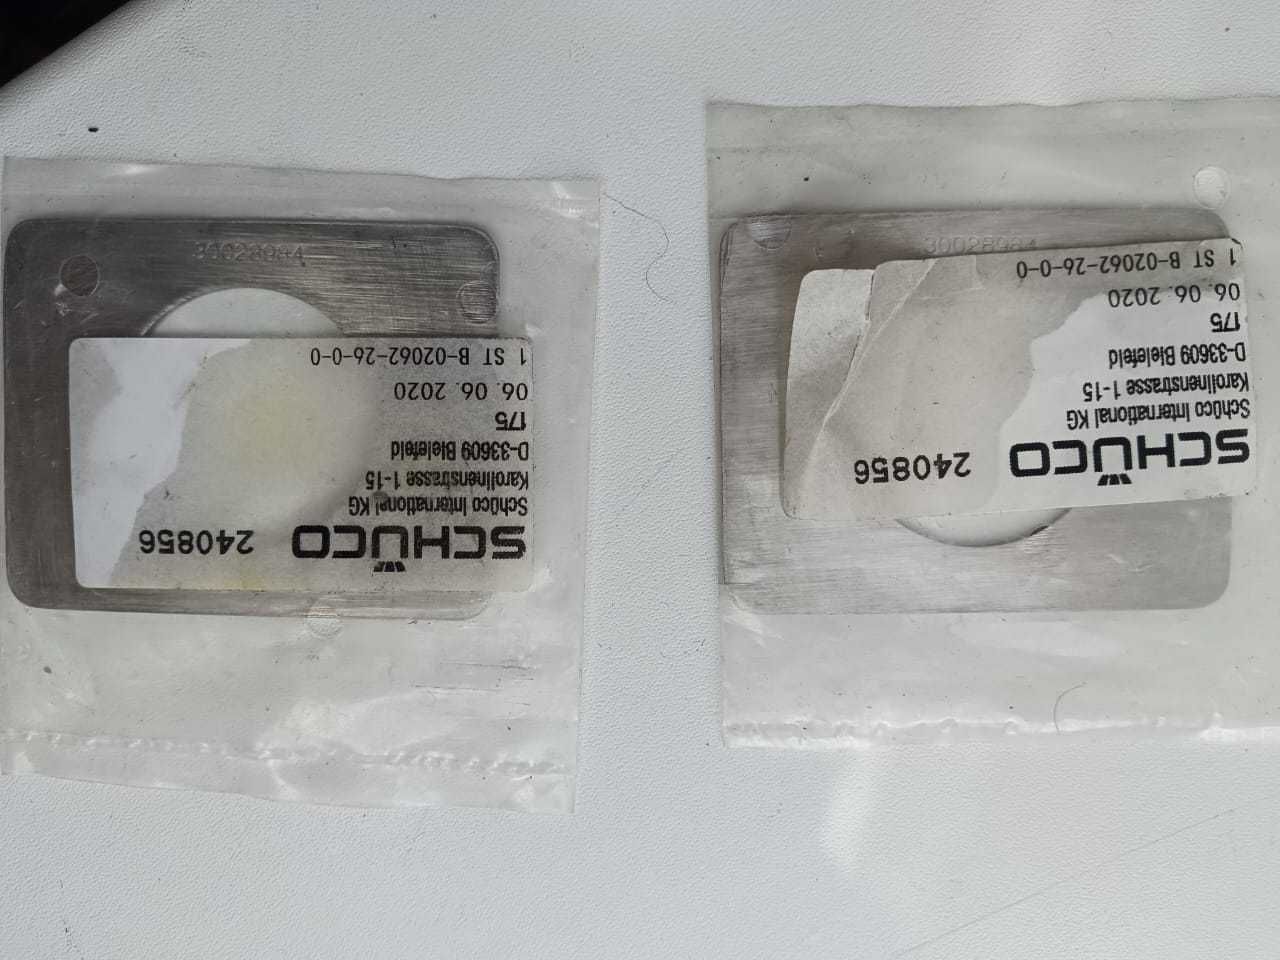 30028984
SCHÜCO 240856
Schüco International KG
Karolinenstrasse 1-15
D-33609 Bielefeld
175
06. 06. 2020
1 ST B-02062-26-0-0
30028984
SCHÜCO 240856
Schüco International KG
Karolinenstrasse 1-15
D-33609 Bielefeld
175
06. 06. 2020
1 ST B-02062-26-0-0